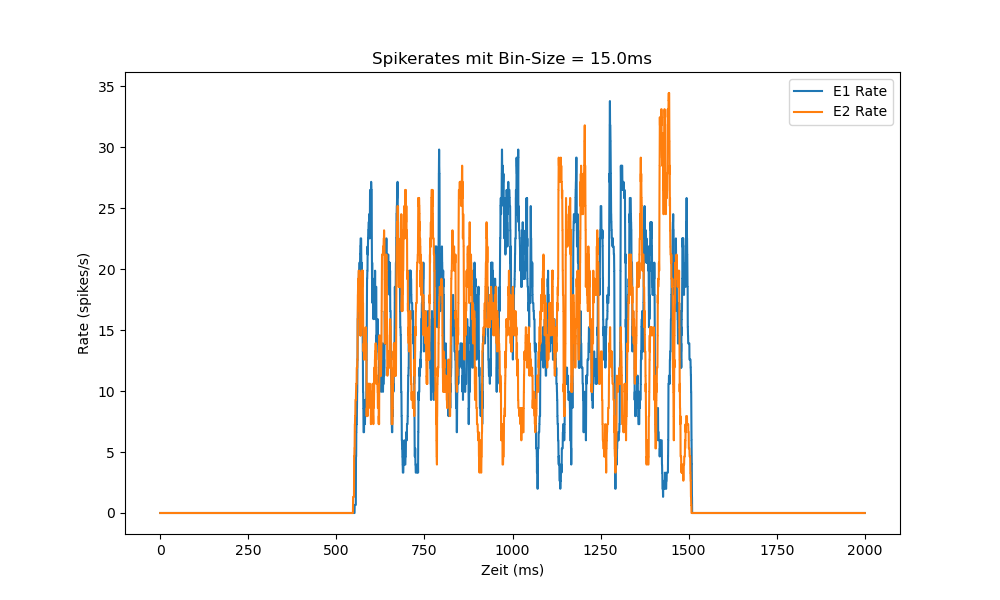 Spikerates mit Bin-Size = 15.0ms
E1 Rate
E2 Rate
Rate (spikes/s)
35
30
25
20
15
10
5
0
0 250 500 750 1000 1250 1500 1750 2000
Zeit (ms)